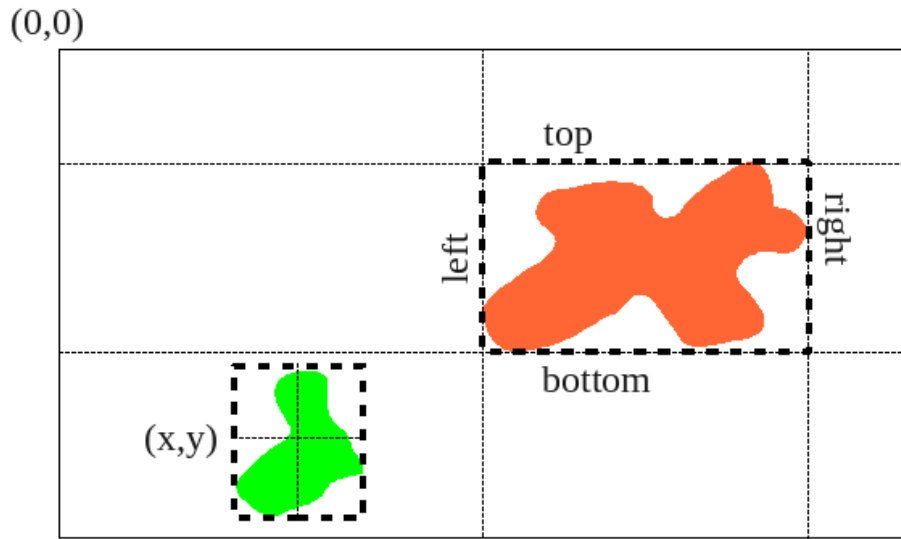 (0,0)
top
left
right
bottom
(x,y)